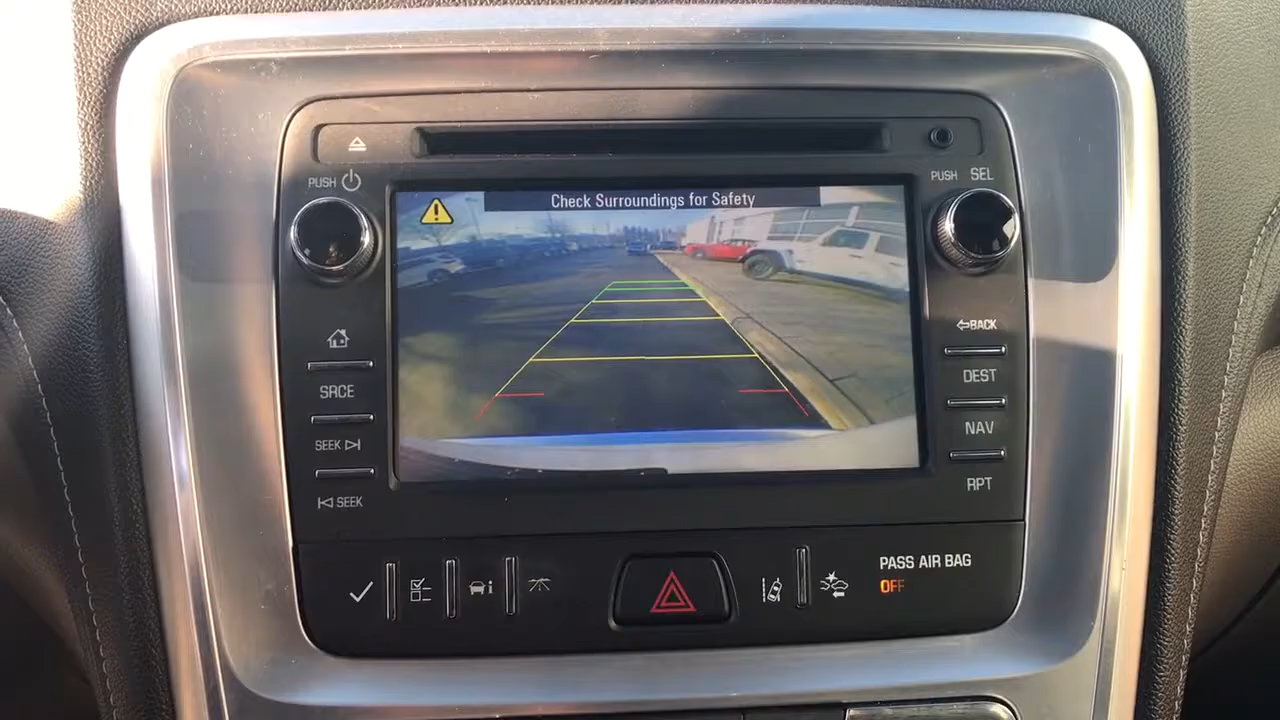 PUSH
PUSH SEL
Check Surroundings for Safety
BACK
SRCE
DEST
SEEK
NAV
SEEK
RPT
PASS AIR BAG
OFF